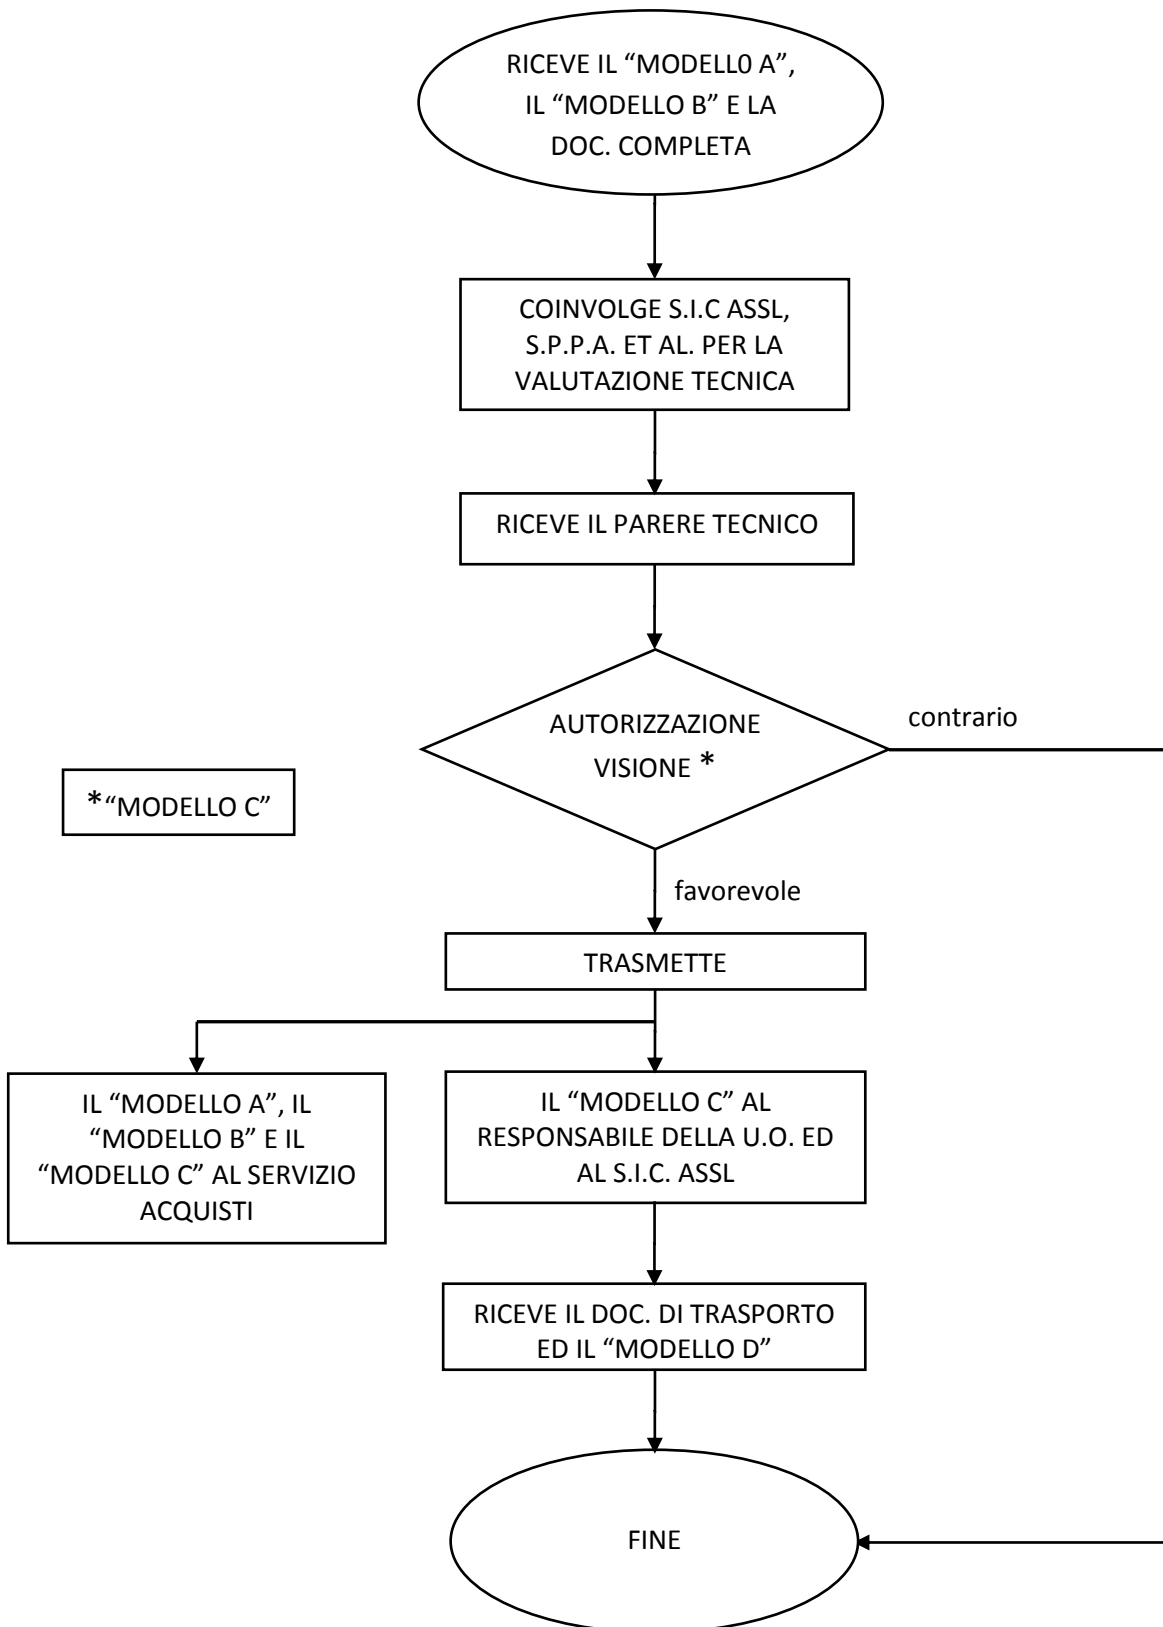 RICEVE IL “MODELL0 A”,
IL “MODELLO B” E LA
DOC. COMPLETA
COINVOLGE S.I.C ASSL,
S.P.P.A. ET AL. PER LA
VALUTAZIONE TECNICA
RICEVE IL PARERE TECNICO
AUTORIZZAZIONE
VISIONE *
contrario
*“MODELLO C”
favorevole
TRASMETTE
IL “MODELLO A”, IL
“MODELLO B” E IL
“MODELLO C” AL SERVIZIO
ACQUISTI
IL “MODELLO C” AL
RESPONSABILE DELLA U.O. ED
AL S.I.C. ASSL
RICEVE IL DOC. DI TRASPORTO
ED IL “MODELLO D”
FINE